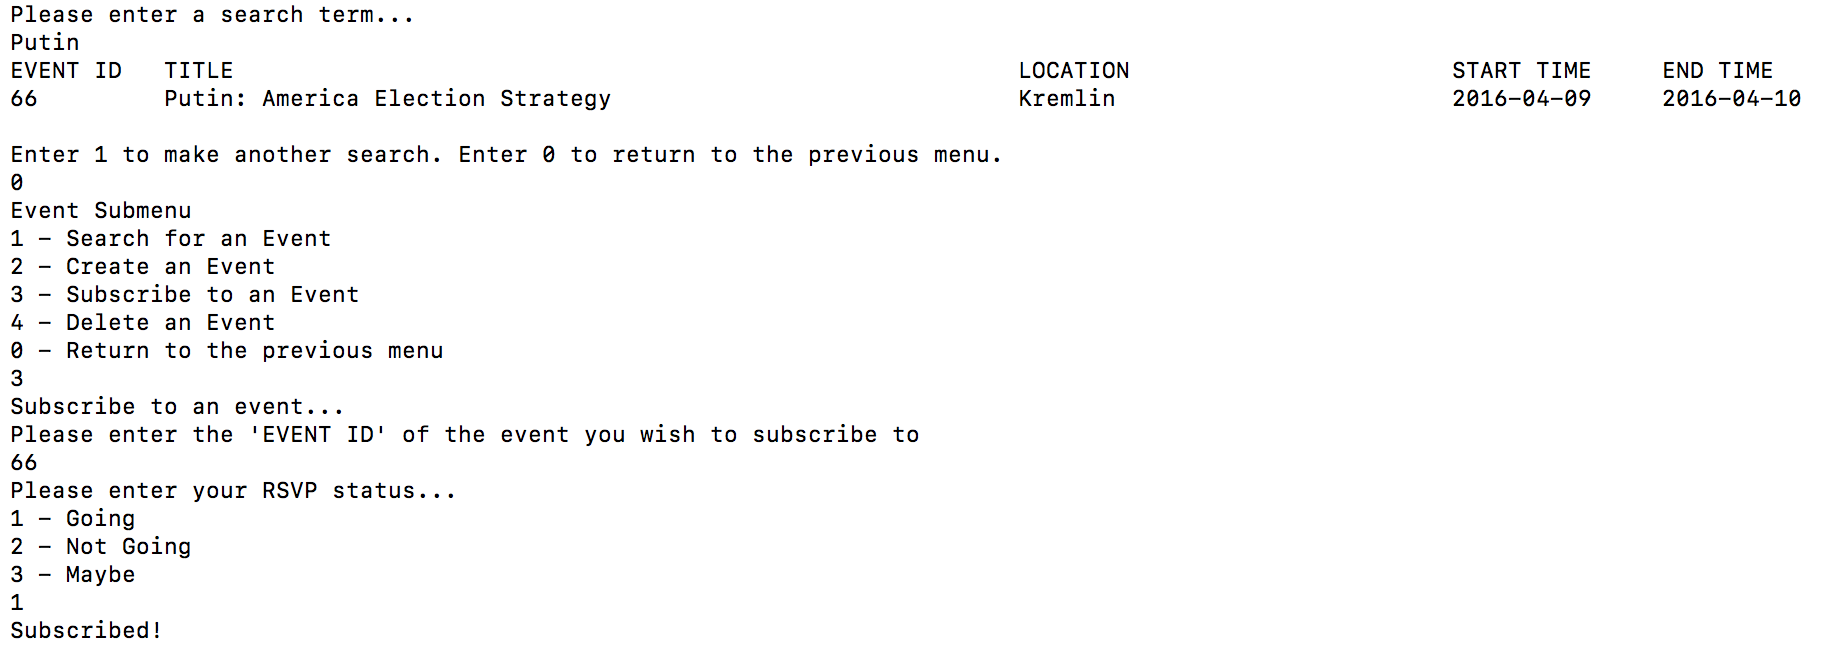 Please enter a search term...
Putin
EVENT ID   TITLE                                                        LOCATION                       START TIME     END TIME
66         Putin: America Election Strategy                             Kremlin                        2016-04-09     2016-04-10

Enter 1 to make another search. Enter 0 to return to the previous menu.
0
Event Submenu
1 - Search for an Event
2 - Create an Event
3 - Subscribe to an Event
4 - Delete an Event
0 - Return to the previous menu
3
Subscribe to an event...
Please enter the 'EVENT ID' of the event you wish to subscribe to
66
Please enter your RSVP status...
1 - Going
2 - Not Going
3 - Maybe
1
Subscribed!